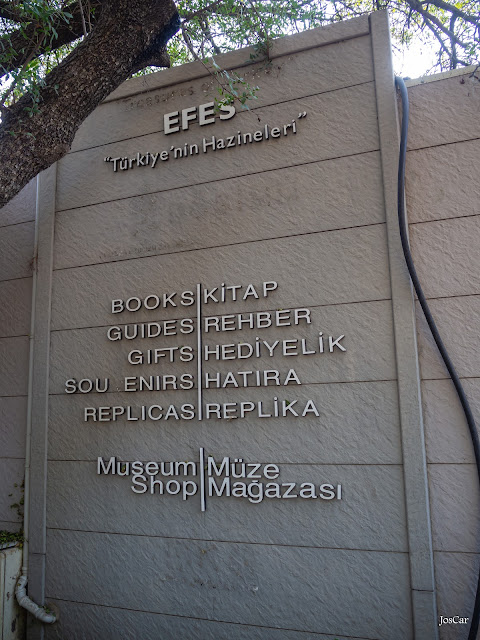 EFES
"Türkiye'nin Hazineleri"
BOOKS KİTAP
GUIDES REHBER
GIFTS HEDİYELİK
SOU ENIRS HATIRA
REPLICAS REPLİKA
Museum Müze
Shop Mağazası
JosCar